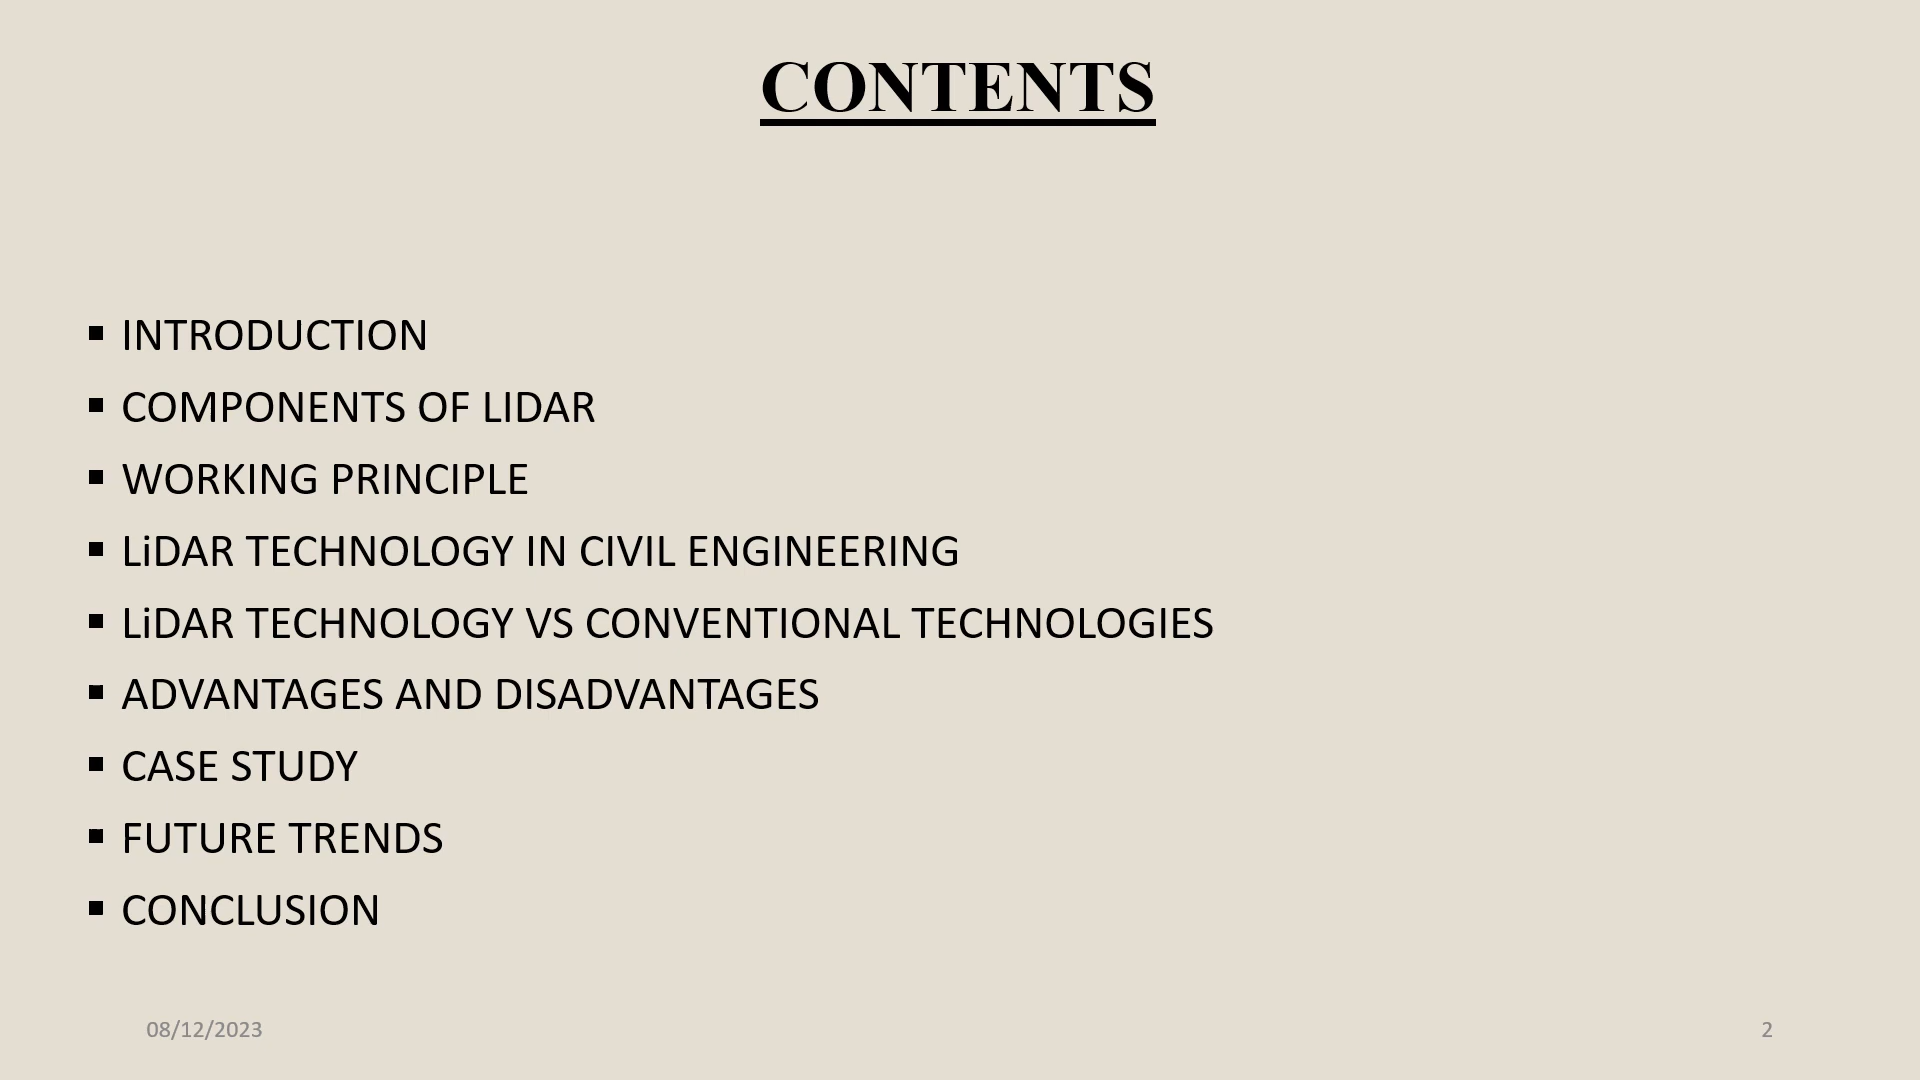 CONTENTS
▪ INTRODUCTION
▪ COMPONENTS OF LIDAR
▪ WORKING PRINCIPLE
▪ LiDAR TECHNOLOGY IN CIVIL ENGINEERING
▪ LiDAR TECHNOLOGY VS CONVENTIONAL TECHNOLOGIES
▪ ADVANTAGES AND DISADVANTAGES
▪ CASE STUDY
▪ FUTURE TRENDS
▪ CONCLUSION
08/12/2023
2